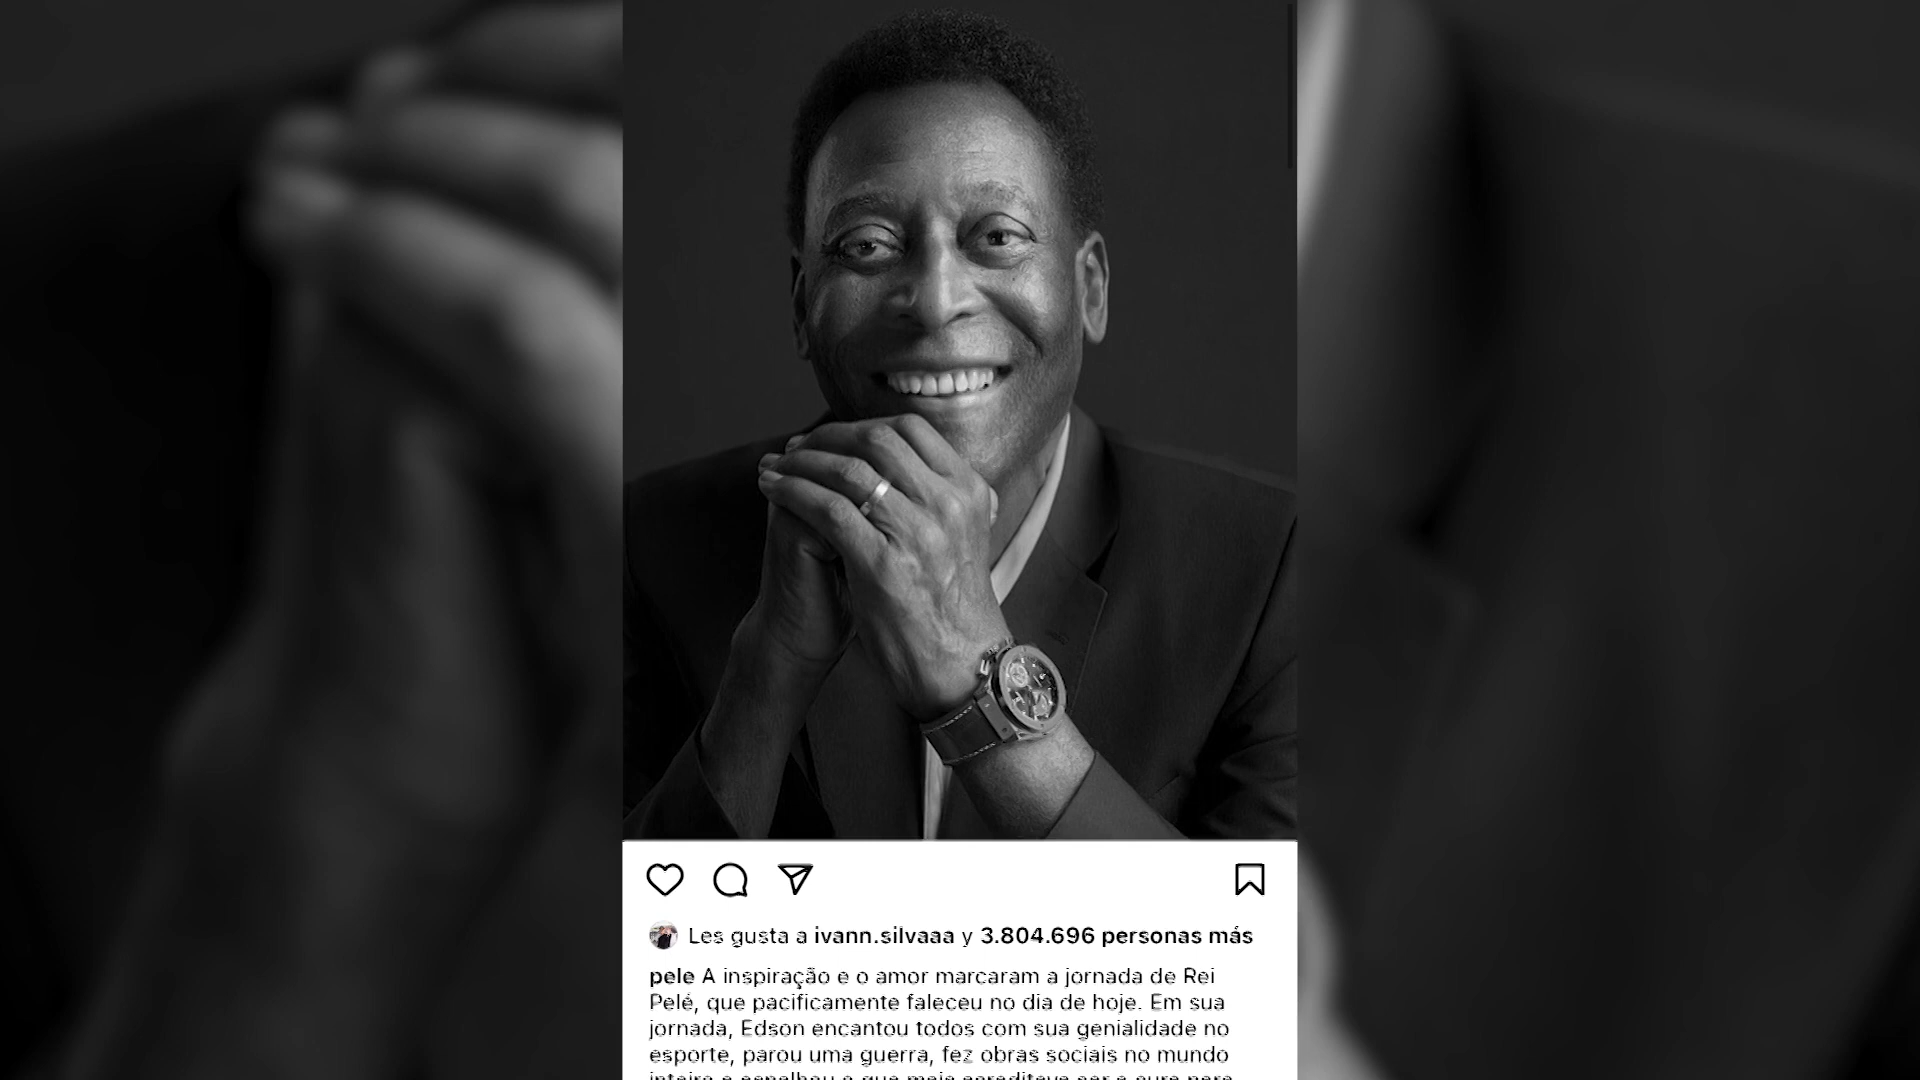 Les gusta a ivann.silvaaa y 3.804.696 personas más
pele A inspiração e o amor marcaram a jornada de Rei
Pelé, que pacificamente faleceu no dia de hoje. Em sua
jornada, Edson encantou todos com sua genialidade no
esporte, parou uma guerra, fez obras sociais no mundo